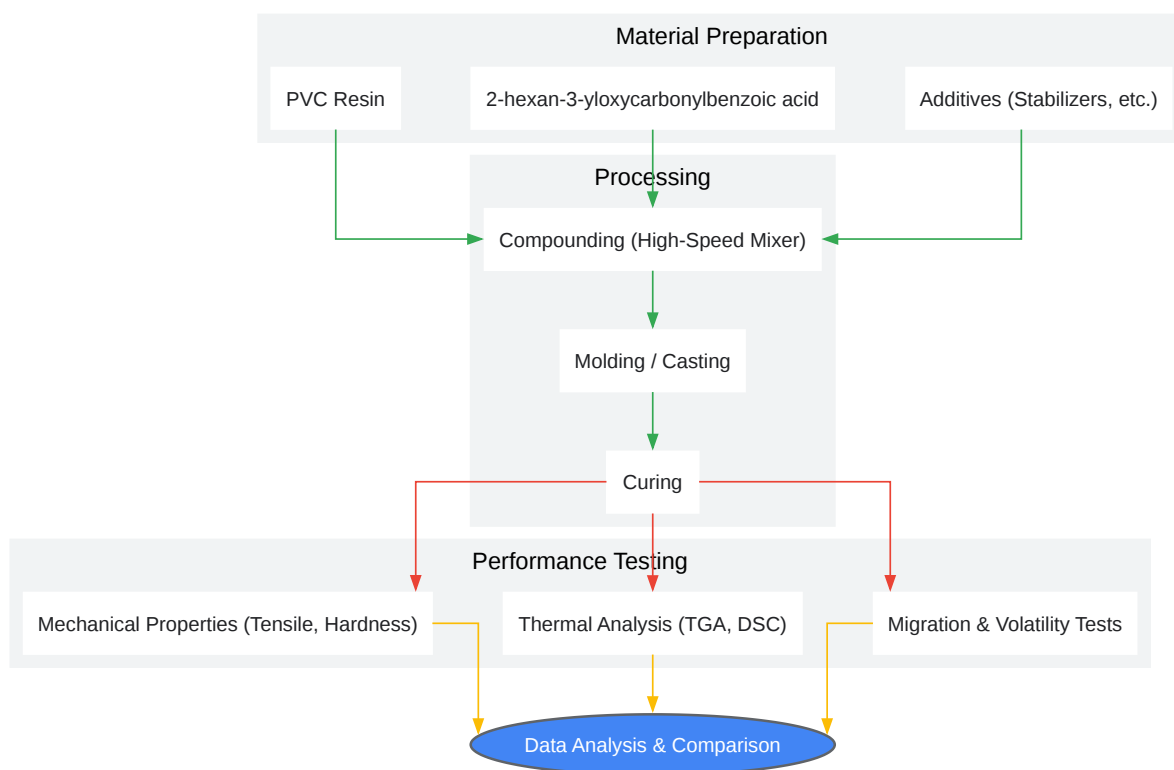 Material Preparation
PVC Resin
2-hexan-3-yloxycarbonylbenzoic acid
Additives (Stabilizers, etc.)
Processing
Compounding (High-Speed Mixer)
Molding / Casting
Curing
Performance Testing
Mechanical Properties (Tensile, Hardness)
Thermal Analysis (TGA, DSC)
Migration & Volatility Tests
Data Analysis & Comparison